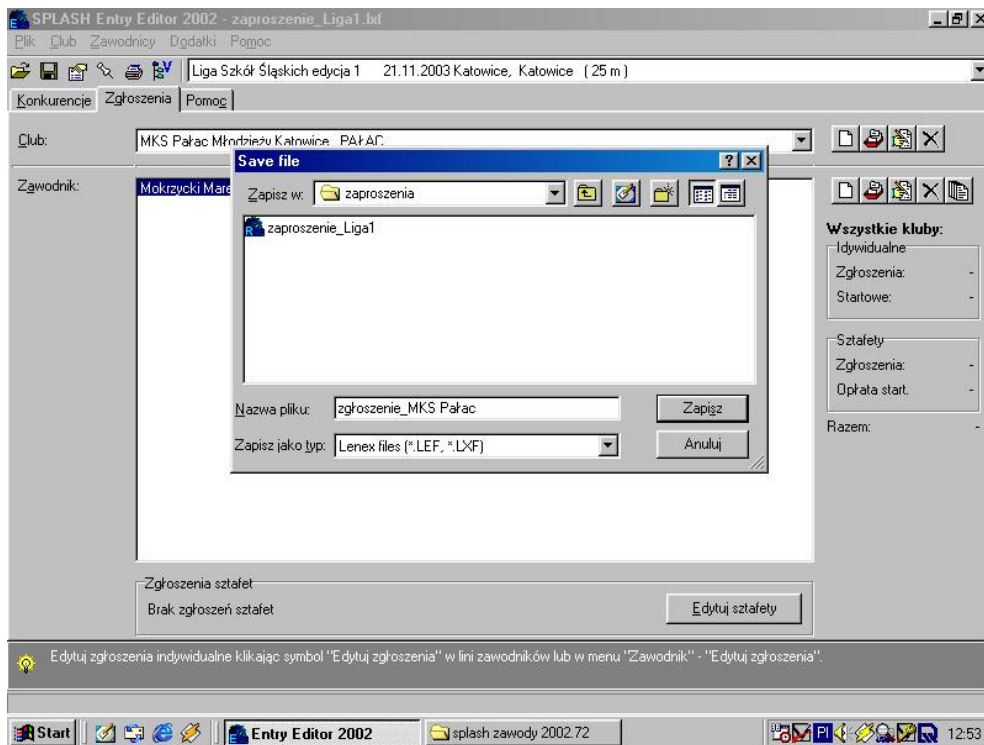 SPLASH Entry Editor 2002 - zaproszenie_Liga1.lxf
Plik Club Zawodnicy Dodatki Pomoc
Liga Szkół Śląskich edycja 1 21.11.2003 Katowice, Katowice ( 25 m )
Konkurencje Zgłoszenia Pomoc
Club: MKS Pałac Młodzieży Katowice PAŁAC
Save file
Zawodnik: Mokrzycki Mare
Zapisz w: zaproszenia
zaproszenie_Liga1
Nazwa pliku: zgłoszenie_MKS Pałac Zapisz
Zapisz jako typ: Lenex files (*.LEF, *.LXF) Anuluj
Wszystkie kluby:
Idywidualne
Zgłoszenia: -
Startowe: -
Sztafety
Zgłoszenia: -
Opłata start. -
Razem: -
Zgłoszenia sztafet
Brak zgłoszeń sztafet Edytuj sztafety
Edytuj zgłoszenia indywidualne klikając symbol "Edytuj zgłoszenia" w lini zawodników lub w menu "Zawodnik" - "Edytuj zgłoszenia".
Start Entry Editor 2002 splash zawody 2002.72 Pl 12:53